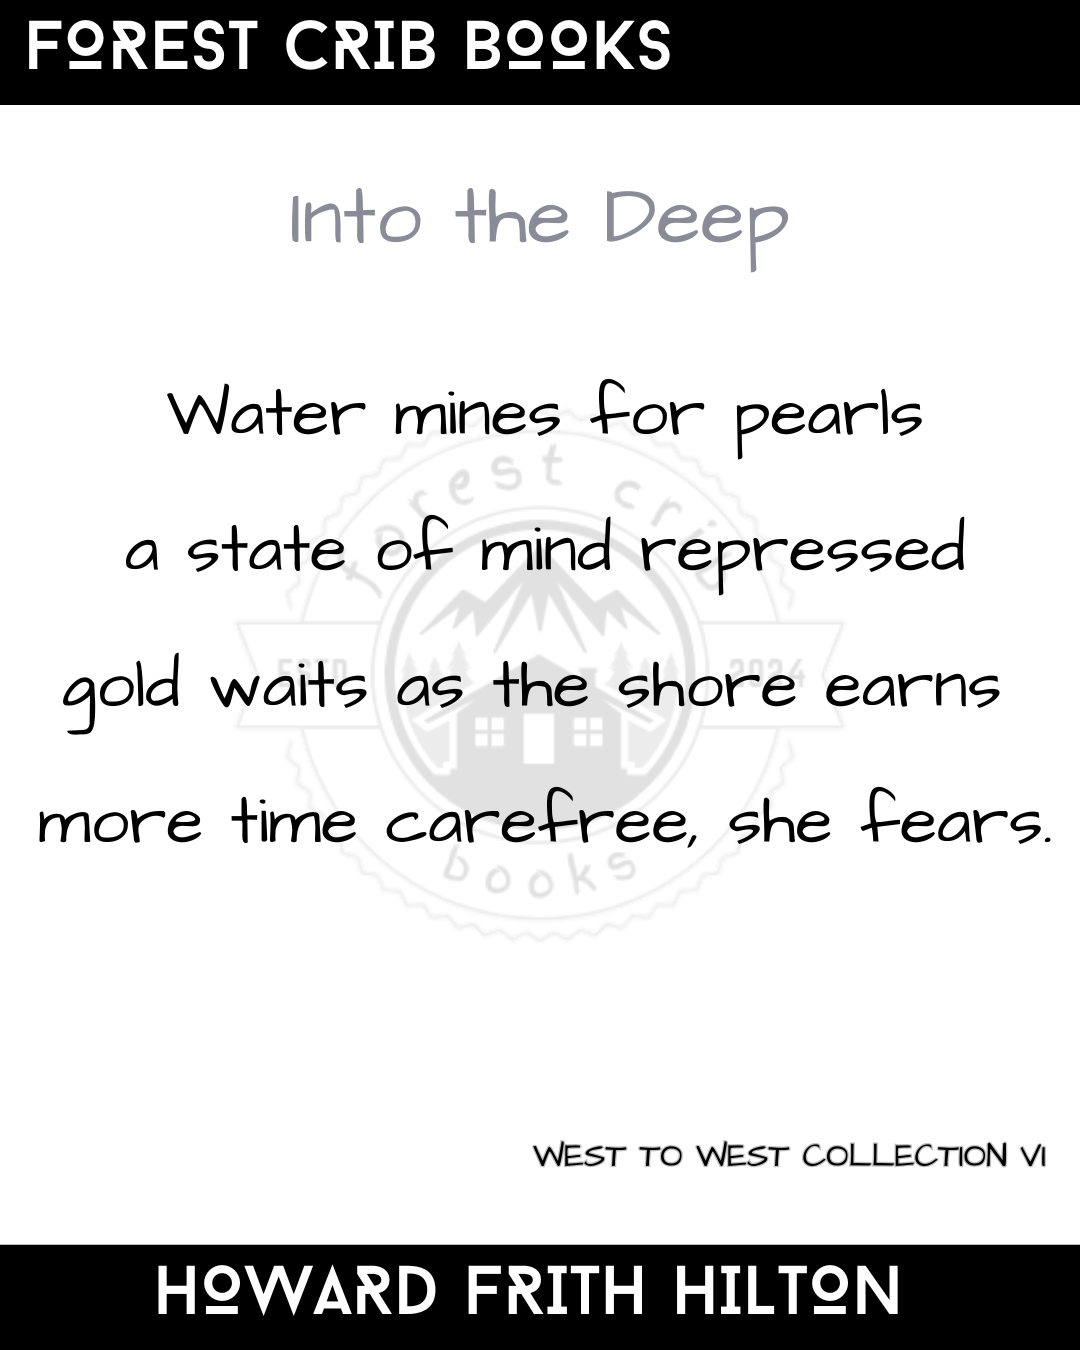 FOREST CRIB BOOKS
Into the Deep
Water mines for pearls
a state of mind repressed
gold waits as the shore earns
more time carefree, she fears.
forest crib
ESTD 2024
books
WEST TO WEST COLLECTION VI
HOWARD FRITH HILTON